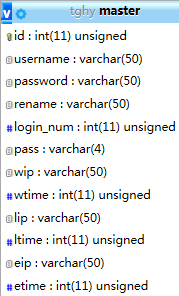 v tghy master
id : int(11) unsigned
username : varchar(50)
password : varchar(50)
rename : varchar(50)
# login_num : int(11) unsigned
pass : varchar(4)
wip : varchar(50)
# wtime : int(11) unsigned
lip : varchar(50)
# ltime : int(11) unsigned
eip : varchar(50)
# etime : int(11) unsigned